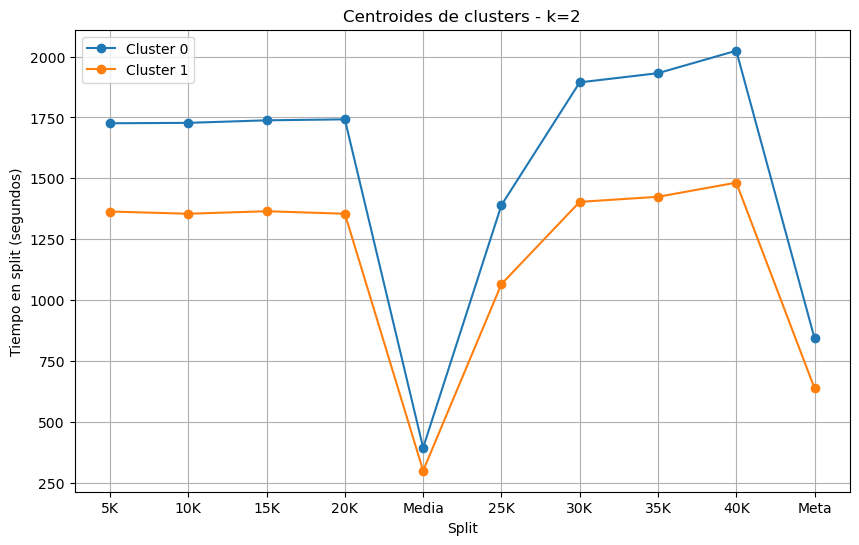 Centroides de clusters - k=2
Cluster 0
Cluster 1
Tiempo en split (segundos)
2000
1750
1500
1250
1000
750
500
250
5K 10K 15K 20K Media 25K 30K 35K 40K Meta
Split